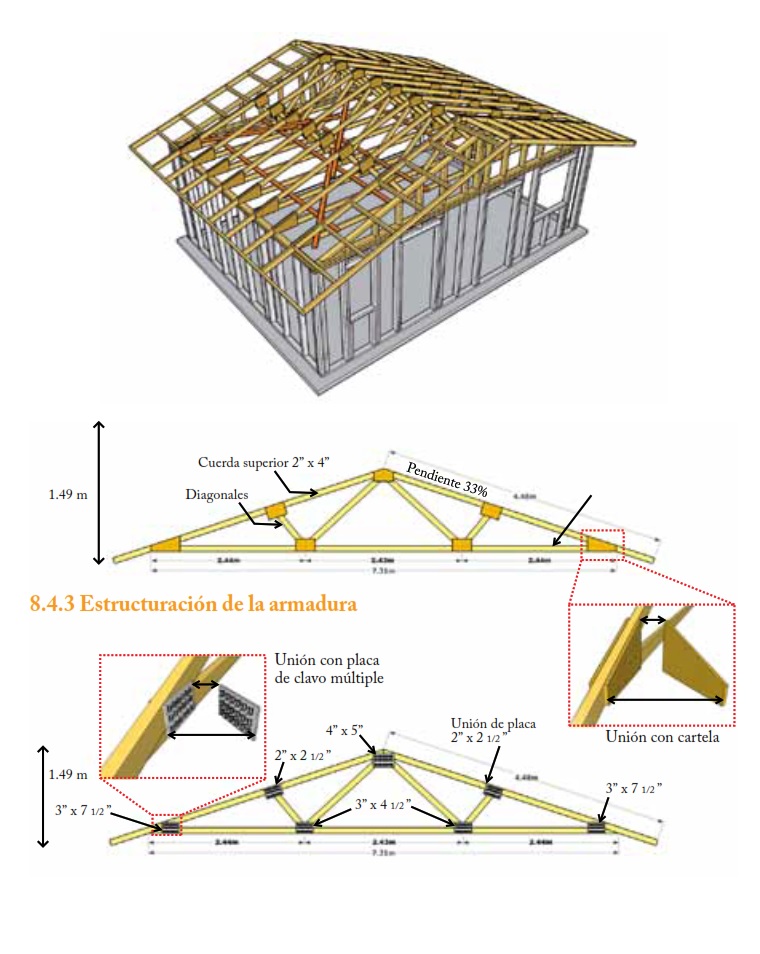 1.49 m
Cuerda superior 2” x 4”
Diagonales
Pendiente 33%
4.48m
2.44m
2.43m
2.44m
7.31m
8.4.3 Estructuración de la armadura
Unión con placa
de clavo múltiple
Unión con cartela
1.49 m
4” x 5”
Unión de placa
2” x 2 1/2”
2” x 2 1/2”
4.48m
3” x 7 1/2”
3” x 4 1/2”
3” x 7 1/2”
2.44m
2.43m
2.44m
7.31m